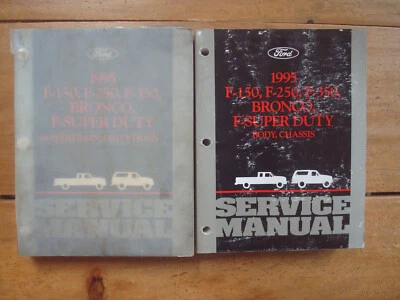 Ford
1995
F-150, F-250, F-350,
BRONCO,
F-SUPER DUTY
SERVICE
MANUAL
Ford
1995
F-150, F-250, F-350,
BRONCO,
F-SUPER DUTY
BODY, CHASSIS
SERVICE
MANUAL